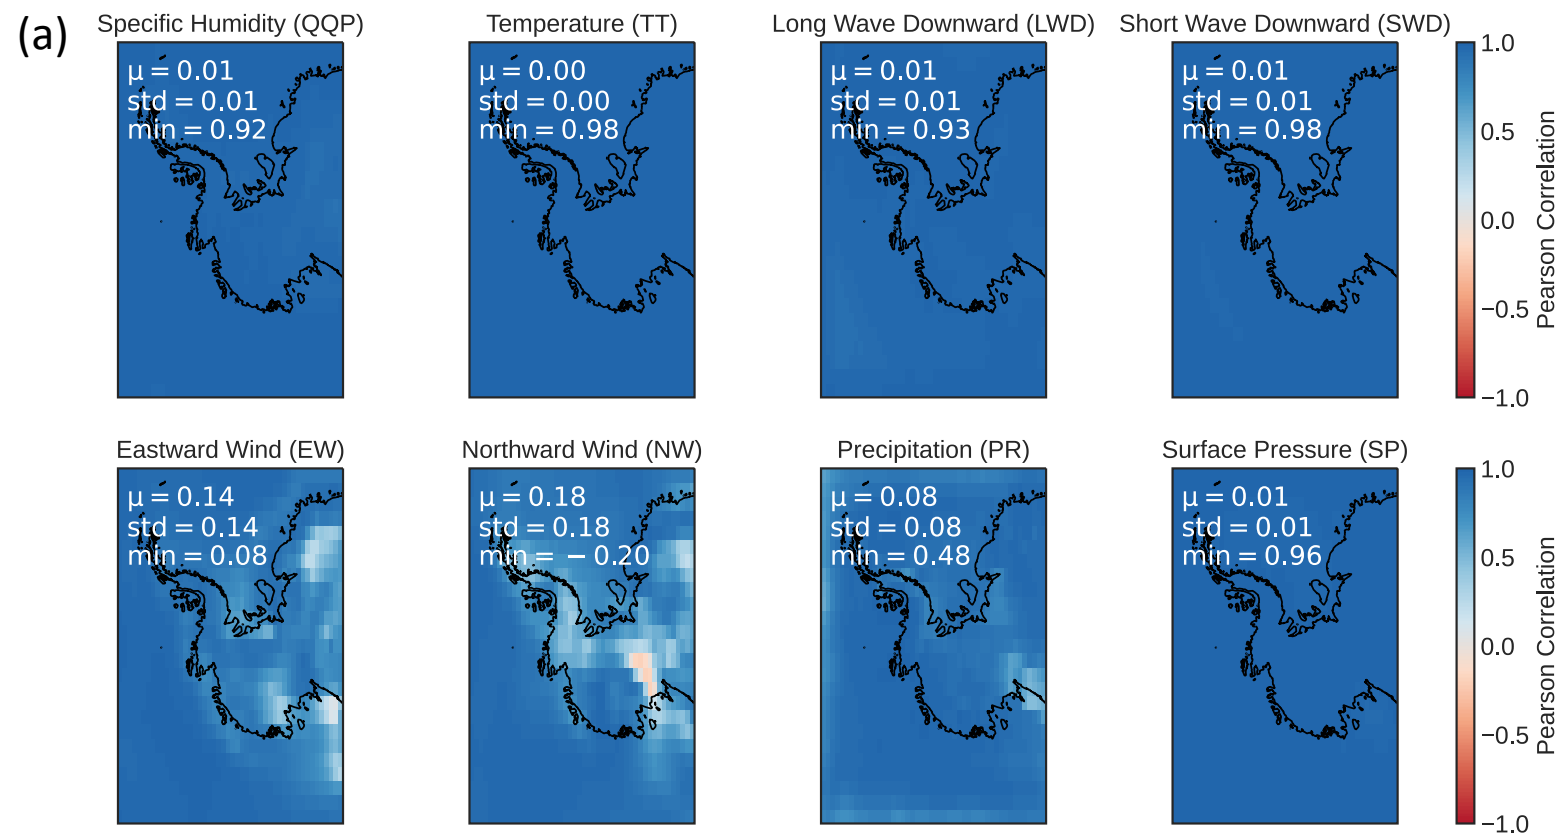 (a)
Specific Humidity (QQP)
μ = 0.01
std = 0.01
min = 0.92
Temperature (TT)
μ = 0.00
std = 0.00
min = 0.98
Long Wave Downward (LWD)
μ = 0.01
std = 0.01
min = 0.93
Short Wave Downward (SWD)
μ = 0.01
std = 0.01
min = 0.98
1.0
0.5
0.0
−0.5
−1.0
Pearson Correlation
Eastward Wind (EW)
μ = 0.14
std = 0.14
min = 0.08
Northward Wind (NW)
μ = 0.18
std = 0.18
min = − 0.20
Precipitation (PR)
μ = 0.08
std = 0.08
min = 0.48
Surface Pressure (SP)
μ = 0.01
std = 0.01
min = 0.96
1.0
0.5
0.0
−0.5
−1.0
Pearson Correlation